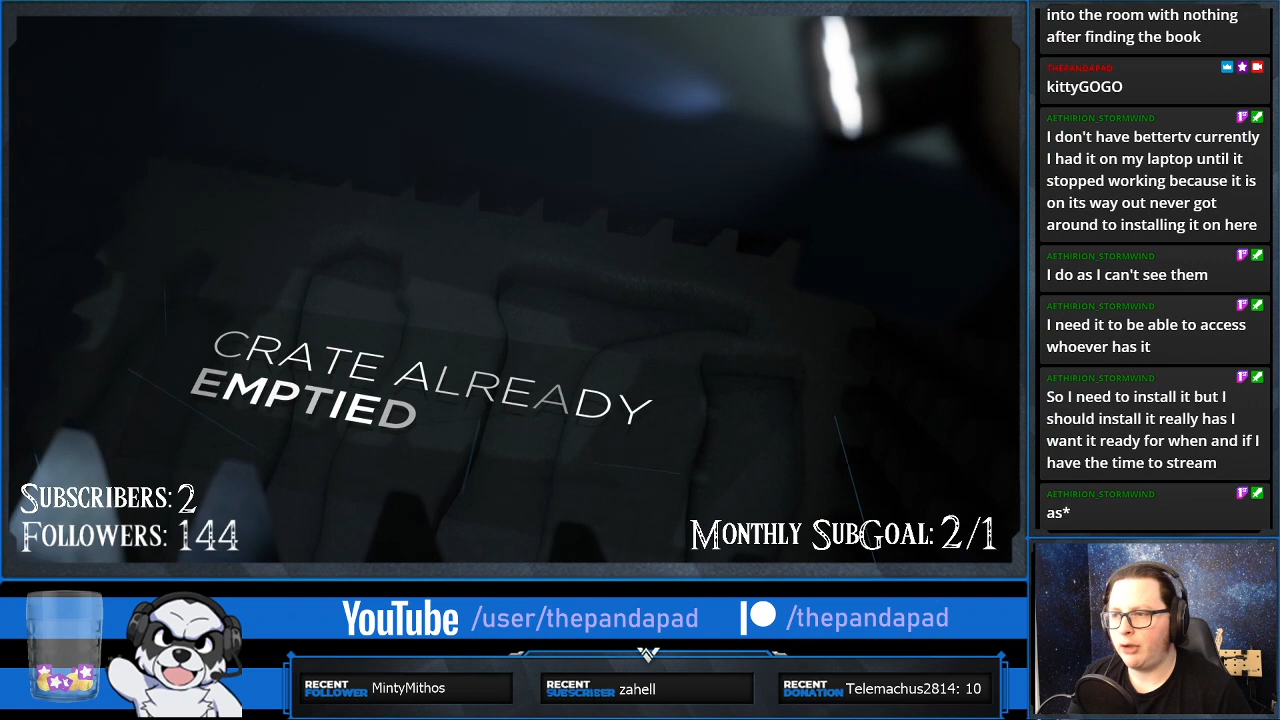 into the room with nothing
after finding the book
THEPANDAPAD
kittyGOGO
AETHIRION_STORMWIND
I don't have bettertv currently
I had it on my laptop until it
stopped working because it is
on its way out never got
around to installing it on here
AETHIRION_STORMWIND
I do as I can't see them
AETHIRION_STORMWIND
I need it to be able to access
whoever has it
AETHIRION_STORMWIND
So I need to install it but I
should install it really has I
want it ready for when and if I
have the time to stream
AETHIRION_STORMWIND
as*
CRATE ALREADY
EMPTIED
Subscribers: 2
Followers: 144
Monthly SubGoal: 2/1
YouTube /user/thepandapad
/thepandapad
RECENT
FOLLOWER
MintyMithos
RECENT
SUBSCRIBER
zahell
RECENT
DONATION
Telemachus2814: 10